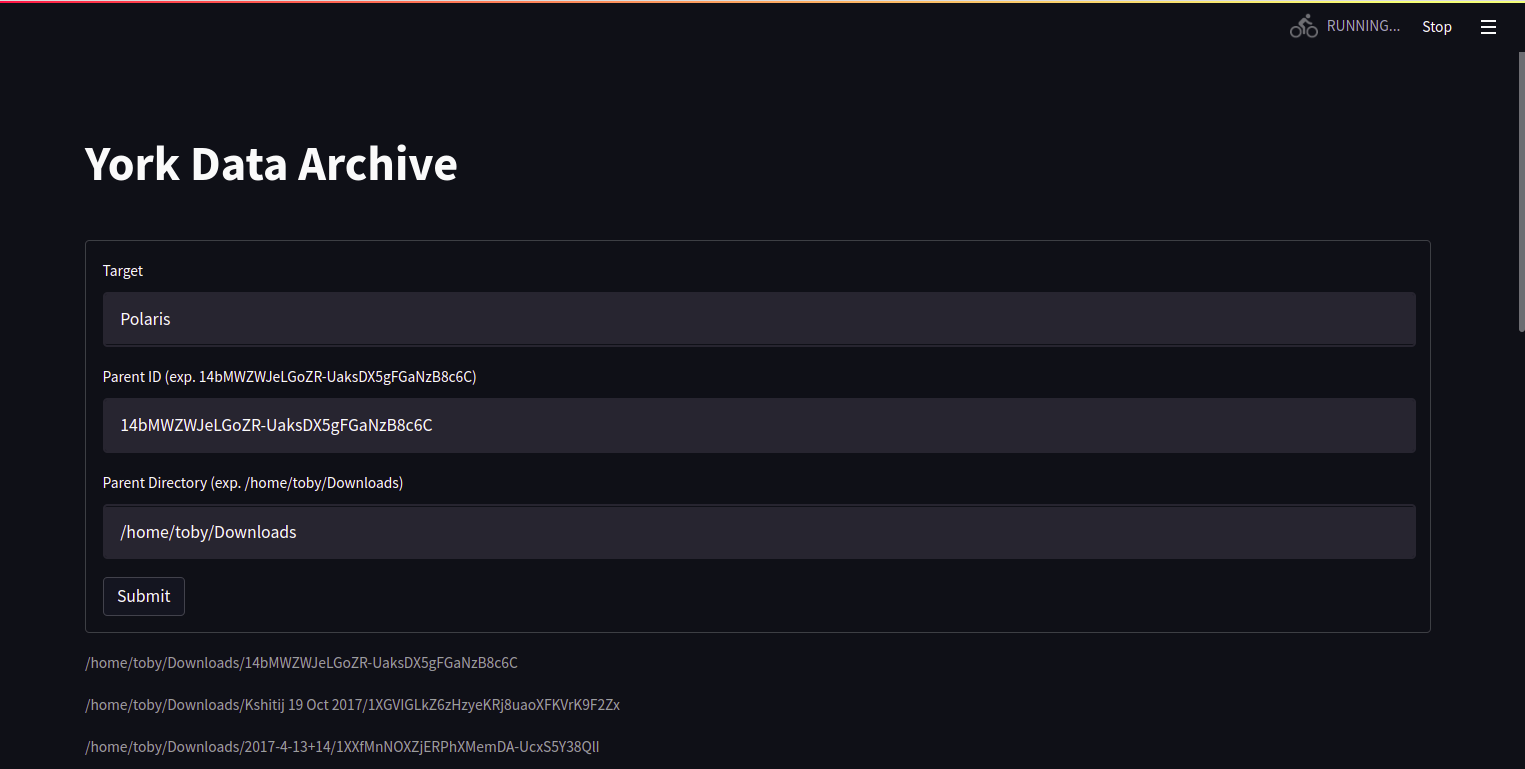 RUNNING...
Stop
York Data Archive
Target
Polaris
Parent ID (exp. 14bMWZWJeLGoZR-UaksDX5gFGaNzB8c6C)
14bMWZWJeLGoZR-UaksDX5gFGaNzB8c6C
Parent Directory (exp. /home/toby/Downloads)
/home/toby/Downloads
Submit
/home/toby/Downloads/14bMWZWJeLGoZR-UaksDX5gFGaNzB8c6C
/home/toby/Downloads/Kshitij 19 Oct 2017/1XGVIGLkZ6zHzyeKRj8uaoXFKVrK9F2Zx
/home/toby/Downloads/2017-4-13+14/1XXfMnNOXZjERPhXMemDA-UcxS5Y38QII